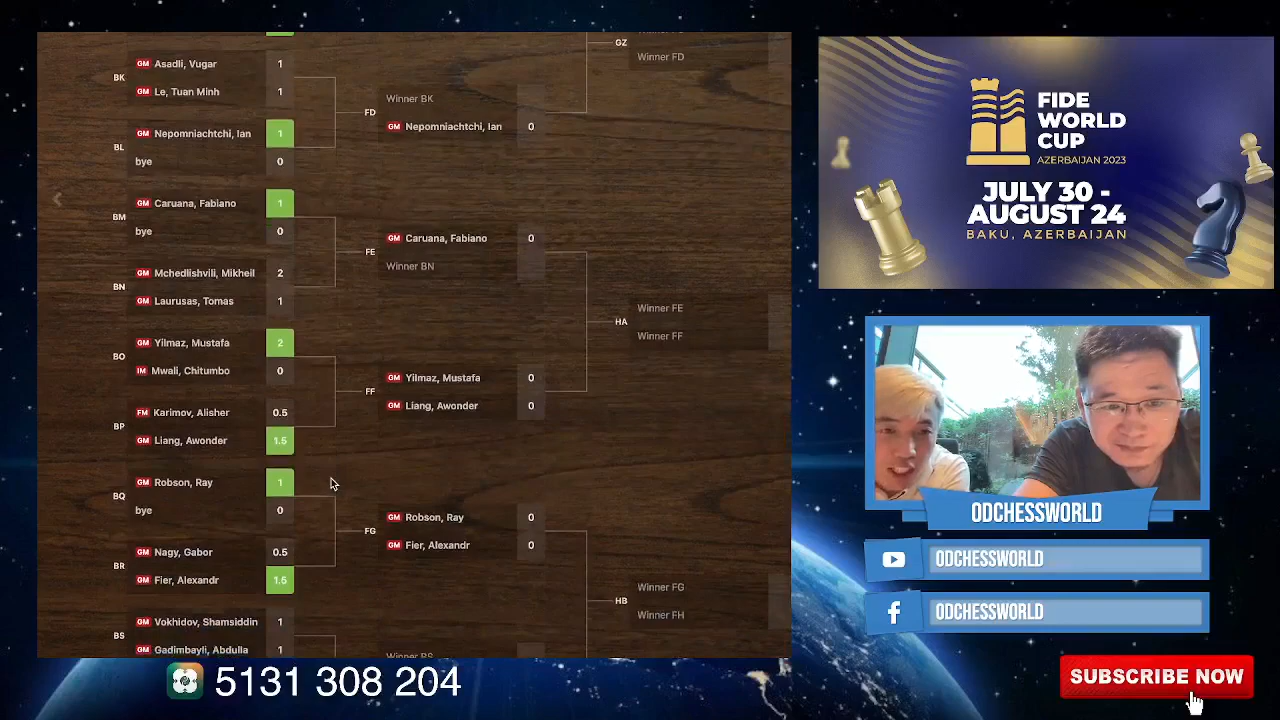 Winner FC
GZ
Winner FD
GM Asadli, Vugar 1
BK
GM Le, Tuan Minh 1
Winner BK
FD
GM Nepomniachtchi, Ian 0
GM Nepomniachtchi, Ian 1
BL
bye 0
GM Caruana, Fabiano 1
BM
bye 0
GM Caruana, Fabiano 0
FE
Winner BN
GM Mchedlishvili, Mikheil 2
BN
GM Laurusas, Tomas 1
Winner FE
HA
Winner FF
GM Yilmaz, Mustafa 2
BO
IM Mwali, Chitumbo 0
GM Yilmaz, Mustafa 0
FF
GM Liang, Awonder 0
FM Karimov, Alisher 0.5
BP
GM Liang, Awonder 1.5
GM Robson, Ray 1
BQ
bye 0
GM Robson, Ray 0
FG
GM Fier, Alexandr 0
GM Nagy, Gabor 0.5
BR
GM Fier, Alexandr 1.5
Winner FG
HB
Winner FH
GM Vokhidov, Shamsiddin 1
BS
GM Gadimbayli, Abdulla 1
Winner BS
FIDE
WORLD
CUP
AZERBAIJAN 2023
JULY 30 -
AUGUST 24
BAKU, AZERBAIJAN
ODCHESSWORLD
ODCHESSWORLD
ODCHESSWORLD
5131 308 204
SUBSCRIBE NOW